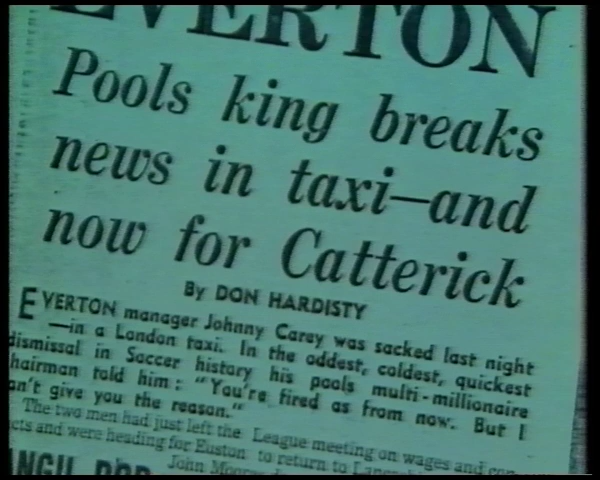 EVERTON
Pools king breaks
news in taxi—and
now for Catterick
By DON HARDISTY
EVERTON manager Johnny Carey was sacked last night
—in a London taxi. In the oddest, coldest, quickest
dismissal in Soccer history his pools multi-millionaire
chairman told him: "You're fired as from now. But I
can't give you the reason."
The two men had just left the League meeting on wages and con
cts and were heading for Euston to return to
John